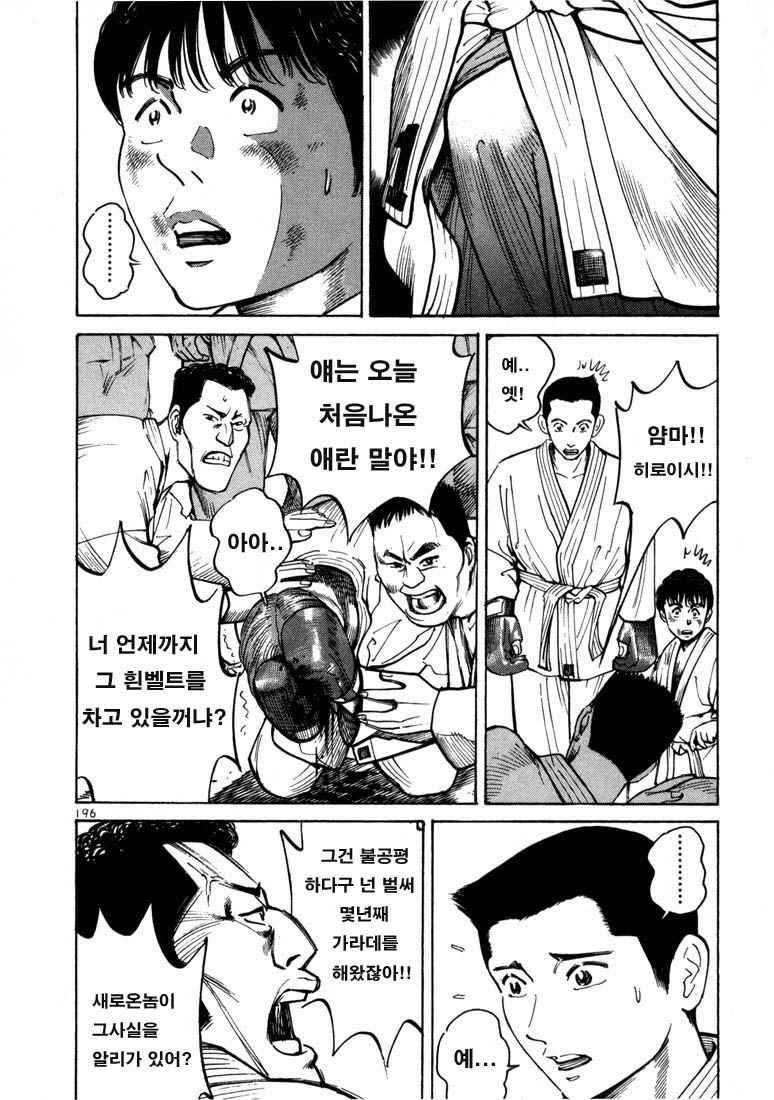 ………
얌마!!
히로이시!!
예..
옛!
얘는 오늘
처음나온
애란 말야!!
아아..
너 언제까지
그 흰벨트를
차고 있을꺼냐?
196
………
예...
그건 불공평
하다구 넌 벌써
몇년째
가라데를
해왔잖아!!
새로온놈이
그사실을
알리가 있어?